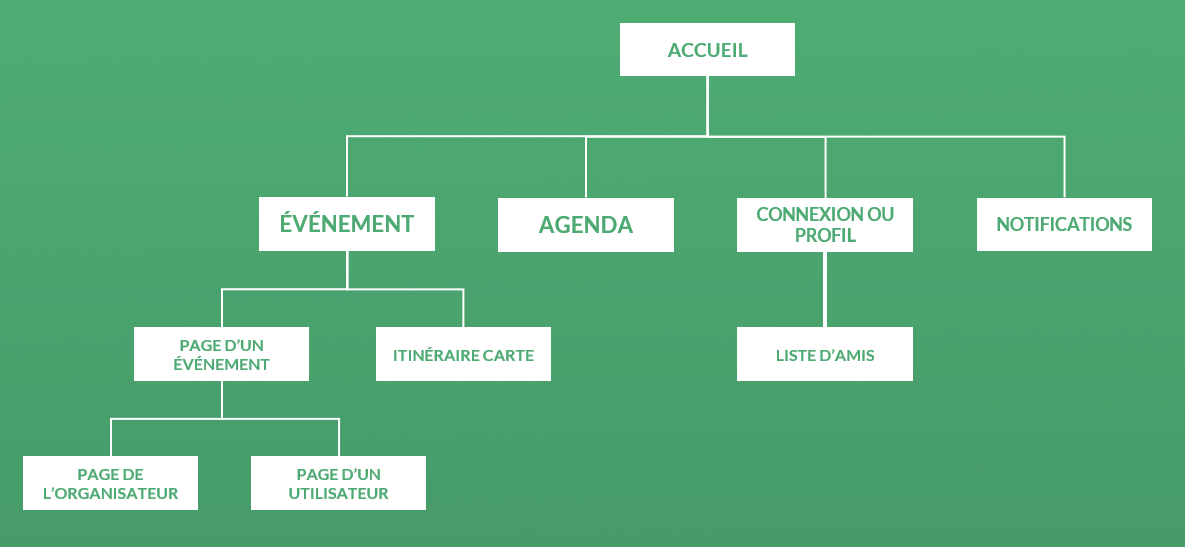 ACCUEIL
ÉVÉNEMENT
AGENDA
CONNEXION OU
PROFIL
NOTIFICATIONS
PAGE D’UN
ÉVÉNEMENT
ITINÉRAIRE CARTE
LISTE D’AMIS
PAGE DE
L’ORGANISATEUR
PAGE D’UN
UTILISATEUR